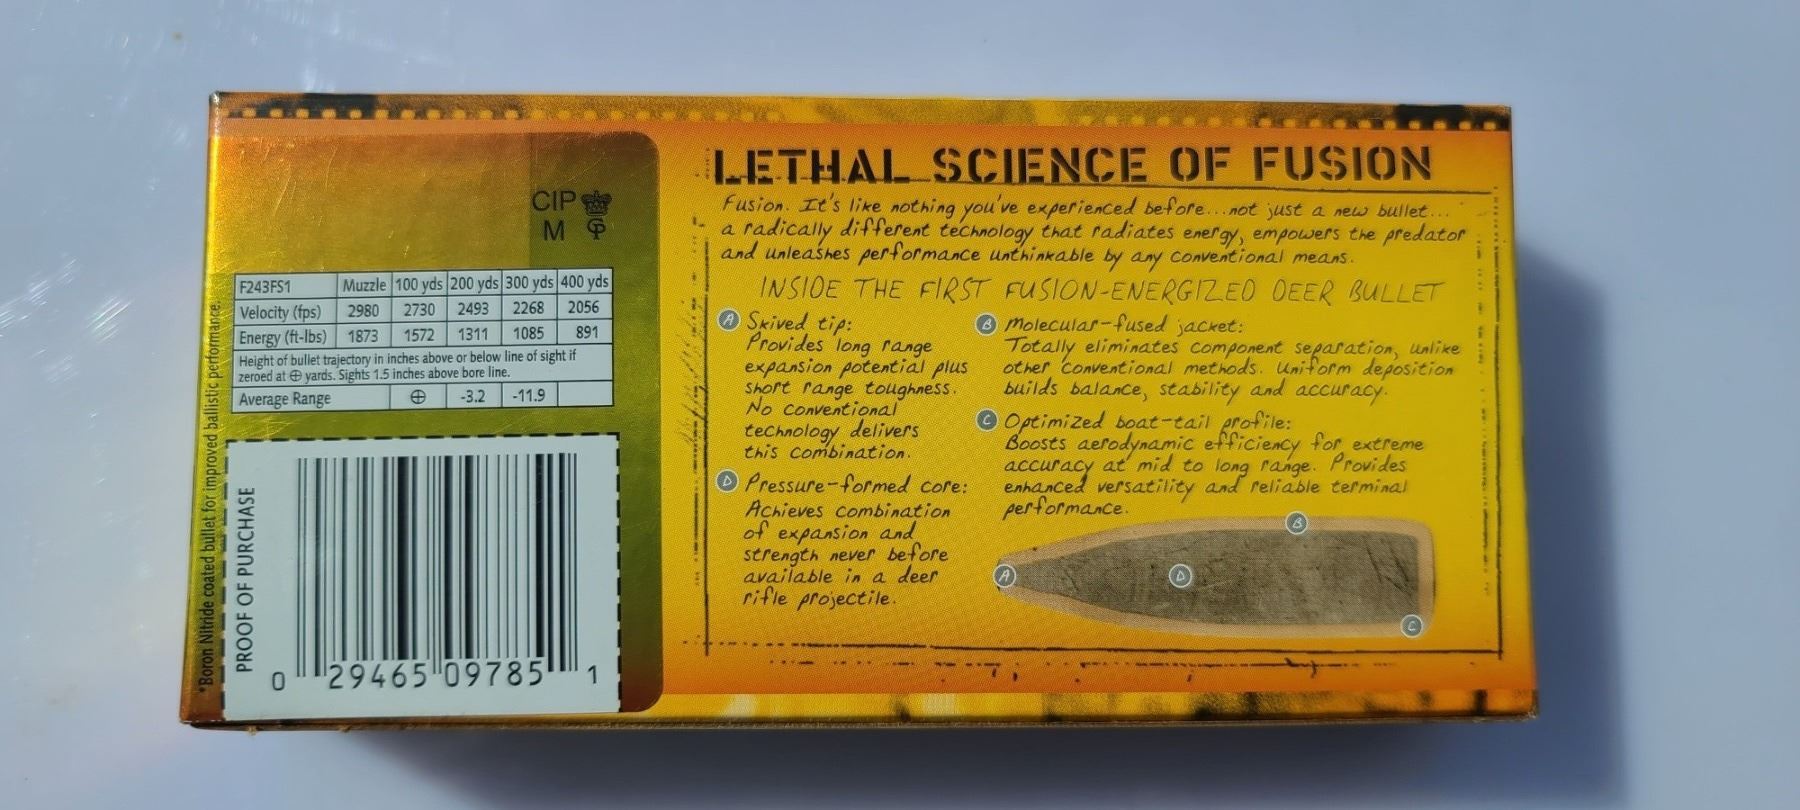 CIP
M
F243FS1 Muzzle 100 yds 200 yds 300 yds 400 yds
Velocity (fps) 2980 2730 2493 2268 2056
Energy (ft-lbs) 1873 1572 1311 1085 891
Height of bullet trajectory in inches above or below line of sight if
zeroed at ⊕ yards. Sights 1.5 inches above bore line.
Average Range ⊕ -3.2 -11.9
*Boron Nitride coated bullet for improved ballistic performance.
PROOF OF PURCHASE
0 29465 09785 1
LETHAL SCIENCE OF FUSION
Fusion. It's like nothing you've experienced before...not just a new bullet...
a radically different technology that radiates energy, empowers the predator
and unleashes performance unthinkable by any conventional means.
INSIDE THE FIRST FUSION-ENERGIZED DEER BULLET
A Skived tip:
Provides long range
expansion potential plus
short range toughness.
No conventional
technology delivers
this combination.
D Pressure-formed core:
Achieves combination
of expansion and
strength never before
available in a deer
rifle projectile.
B Molecular-fused jacket:
Totally eliminates component separation, unlike
other conventional methods. Uniform deposition
builds balance, stability and accuracy.
C Optimized boat-tail profile:
Boosts aerodynamic efficiency for extreme
accuracy at mid to long range. Provides
enhanced versatility and reliable terminal
performance.
B
A
D
C